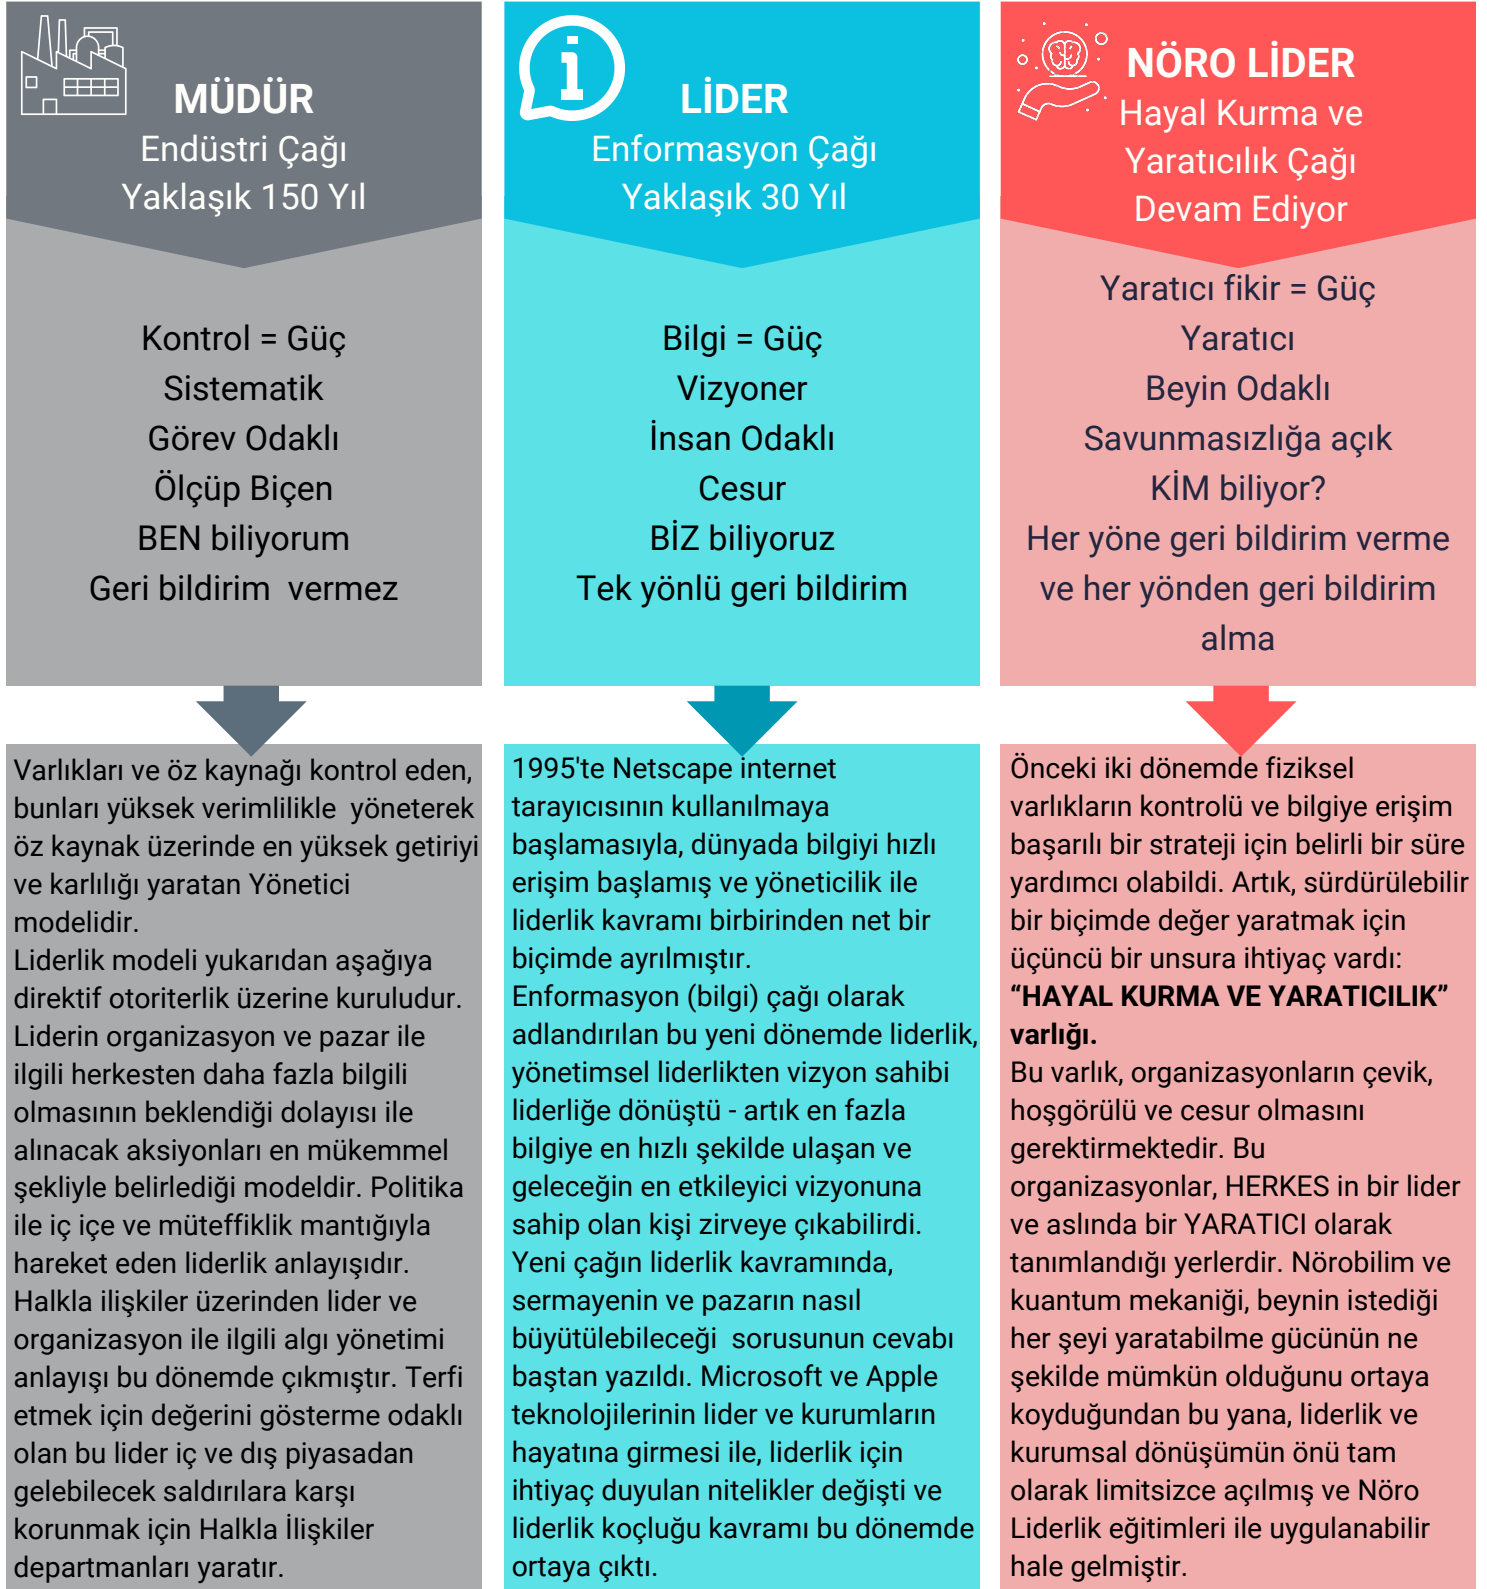 MÜDÜR
Endüstri Çağı
Yaklaşık 150 Yıl
Kontrol = Güç
Sistematik
Görev Odaklı
Ölçüp Biçen
BEN biliyorum
Geri bildirim  vermez
Varlıkları ve öz kaynağı kontrol eden,
bunları yüksek verimlilikle  yöneterek
öz kaynak üzerinde en yüksek getiriyi
ve karlılığı yaratan Yönetici
modelidir.
Liderlik modeli yukarıdan aşağıya
direktif otoriterlik üzerine kuruludur.
Liderin organizasyon ve pazar ile
ilgili herkesten daha fazla bilgili
olmasının beklendiği dolayısı ile
alınacak aksiyonları en mükemmel
şekliyle belirlediği modeldir. Politika
ile iç içe ve müteffiklik mantığıyla
hareket eden liderlik anlayışıdır.
Halkla ilişkiler üzerinden lider ve
organizasyon ile ilgili algı yönetimi
anlayışı bu dönemde çıkmıştır. Terfi
etmek için değerini gösterme odaklı
olan bu lider iç ve dış piyasadan
gelebilecek saldırılara karşı
korunmak için Halkla İlişkiler
departmanları yaratır.
LİDER
Enformasyon Çağı
Yaklaşık 30 Yıl
Bilgi = Güç
Vizyoner
İnsan Odaklı
Cesur
BİZ biliyoruz
Tek yönlü geri bildirim
1995'te Netscape internet
tarayıcısının kullanılmaya
başlamasıyla, dünyada bilgiyi hızlı
erişim başlamış ve yöneticilik ile
liderlik kavramı birbirinden net bir
biçimde ayrılmıştır.
Enformasyon (bilgi) çağı olarak
adlandırılan bu yeni dönemde liderlik,
yönetimsel liderlikten vizyon sahibi
liderliğe dönüştü - artık en fazla
bilgiye en hızlı şekilde ulaşan ve
geleceğin en etkileyici vizyonuna
sahip olan kişi zirveye çıkabilirdi.
Yeni çağın liderlik kavramında,
sermayenin ve pazarın nasıl
büyütülebileceği  sorusunun cevabı
baştan yazıldı. Microsoft ve Apple
teknolojilerinin lider ve kurumların
hayatına girmesi ile, liderlik için
ihtiyaç duyulan nitelikler değişti ve
liderlik koçluğu kavramı bu dönemde
ortaya çıktı.
NÖRO LİDER
Hayal Kurma ve
Yaratıcılık Çağı
Devam Ediyor
Yaratıcı fikir = Güç
Yaratıcı
Beyin Odaklı
Savunmasızlığa açık
KİM biliyor?
Her yöne geri bildirim verme
ve her yönden geri bildirim
alma
Önceki iki dönemde fiziksel
varlıkların kontrolü ve bilgiye erişim
başarılı bir strateji için belirli bir süre
yardımcı olabildi. Artık, sürdürülebilir
bir biçimde değer yaratmak için
üçüncü bir unsura ihtiyaç vardı:
“HAYAL KURMA VE YARATICILIK”
varlığı.
Bu varlık, organizasyonların çevik,
hoşgörülü ve cesur olmasını
gerektirmektedir. Bu
organizasyonlar, HERKES in bir lider
ve aslında bir YARATICI olarak
tanımlandığı yerlerdir. Nörobilim ve
kuantum mekaniği, beynin istediği
her şeyi yaratabilme gücünün ne
şekilde mümkün olduğunu ortaya
koyduğundan bu yana, liderlik ve
kurumsal dönüşümün önü tam
olarak limitsizce açılmış ve Nöro
Liderlik eğitimleri ile uygulanabilir
hale gelmiştir.